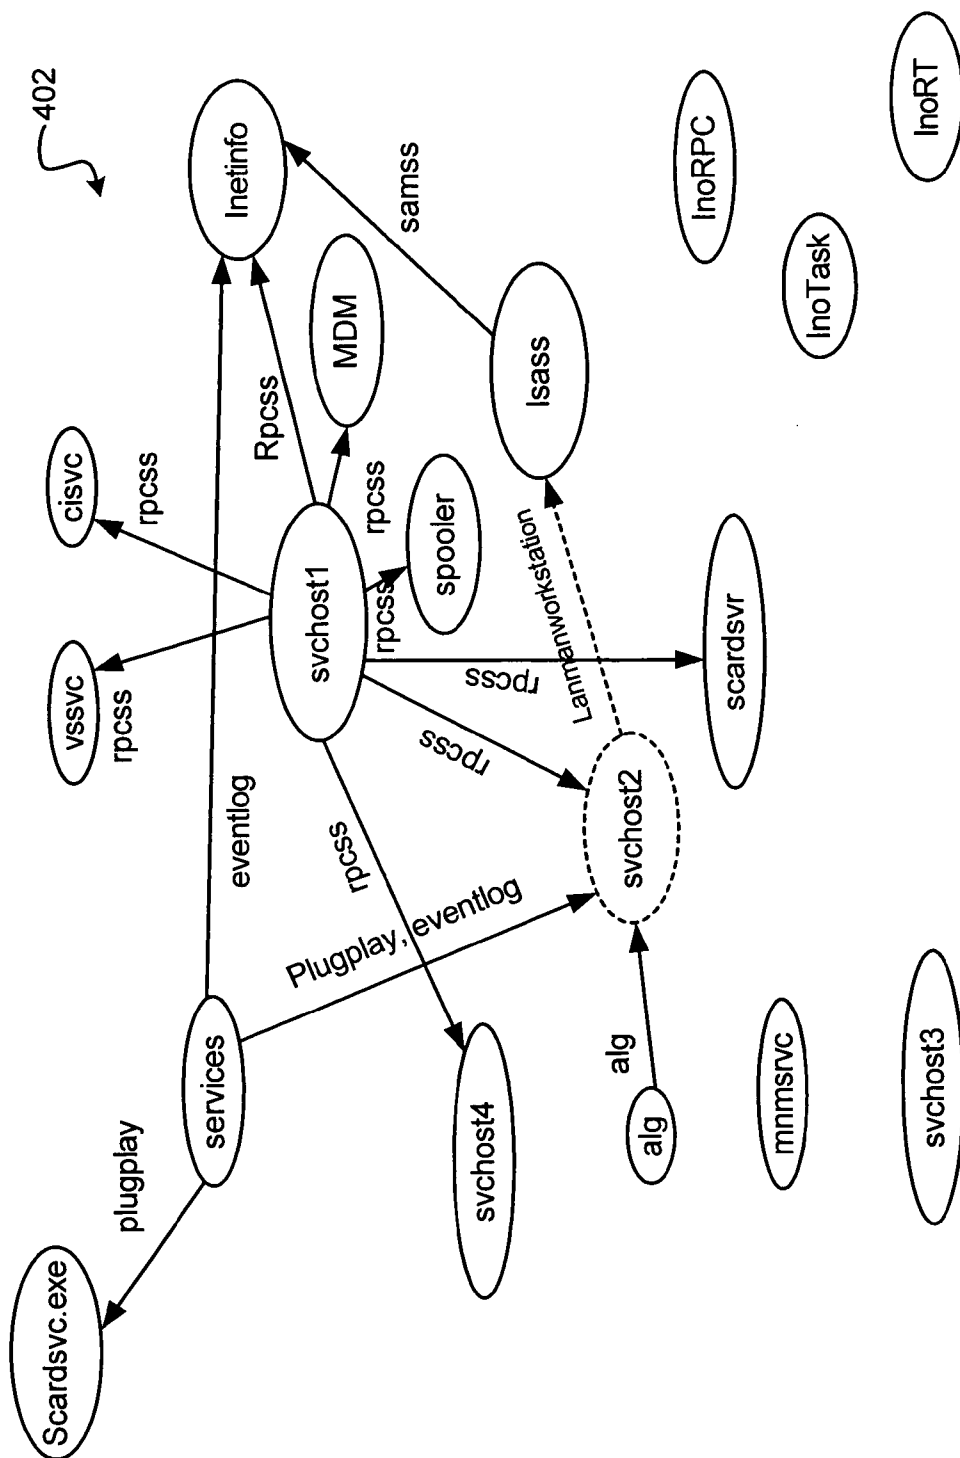 402
Scardsvc.exe
vssvc
cisvc
plugplay
rpcss
rpcss
services
eventlog
Inetinfo
Rpcss
svchost1
MDM
rpcss
rpcss
rpcss
samss
Plugplay, eventlog
rpcss
spooler
svchost4
rpcss
Lanmanworkstation
lsass
alg
alg
svchost2
scardsvr
InoRPC
mnmsrvc
InoTask
svchost3
InoRT